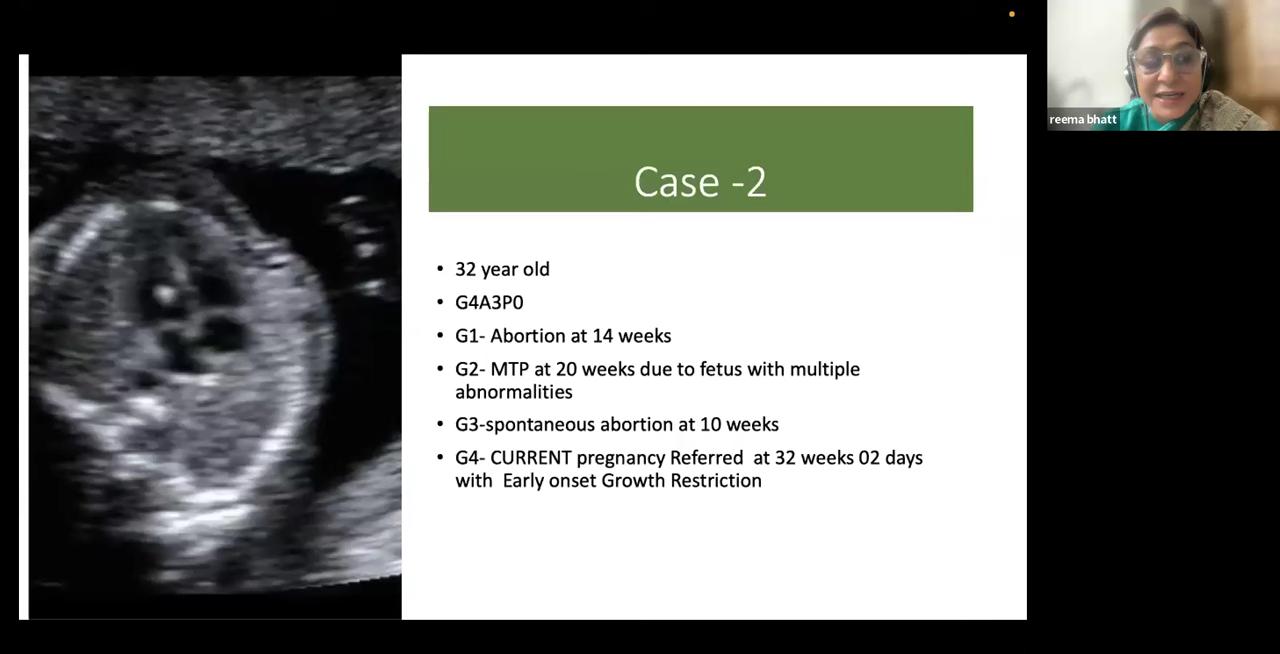 reema bhatt
Case -2
• 32 year old
• G4A3P0
• G1- Abortion at 14 weeks
• G2- MTP at 20 weeks due to fetus with multiple
abnormalities
• G3-spontaneous abortion at 10 weeks
• G4- CURRENT pregnancy Referred at 32 weeks 02 days
with Early onset Growth Restriction